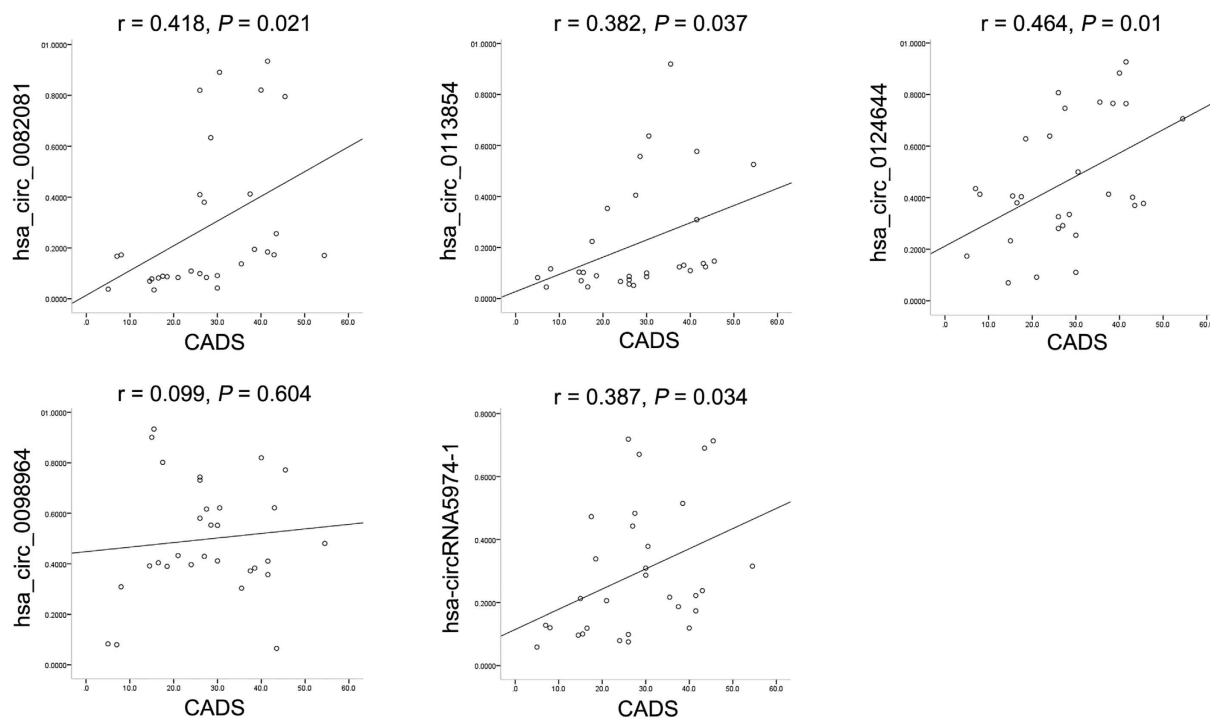 r = 0.418, P = 0.021
01.0000
0.8000
0.6000
0.4000
0.2000
0.0000
hsa_circ_0082081
.0 10.0 20.0 30.0 40.0 50.0 60.0
CADS
r = 0.382, P = 0.037
01.0000
0.8000
0.6000
0.4000
0.2000
0.0000
hsa_circ_0113854
.0 10.0 20.0 30.0 40.0 50.0 60.0
CADS
r = 0.464, P = 0.01
01.0000
0.8000
0.6000
0.4000
0.2000
0.0000
hsa_circ_0124644
.0 10.0 20.0 30.0 40.0 50.0 60.0
CADS
r = 0.099, P = 0.604
01.0000
0.8000
0.6000
0.4000
0.2000
0.0000
hsa_circ_0098964
.0 10.0 20.0 30.0 40.0 50.0 60.0
CADS
r = 0.387, P = 0.034
0.8000
0.6000
0.4000
0.2000
0.0000
hsa-circRNA5974-1
.0 10.0 20.0 30.0 40.0 50.0 60.0
CADS